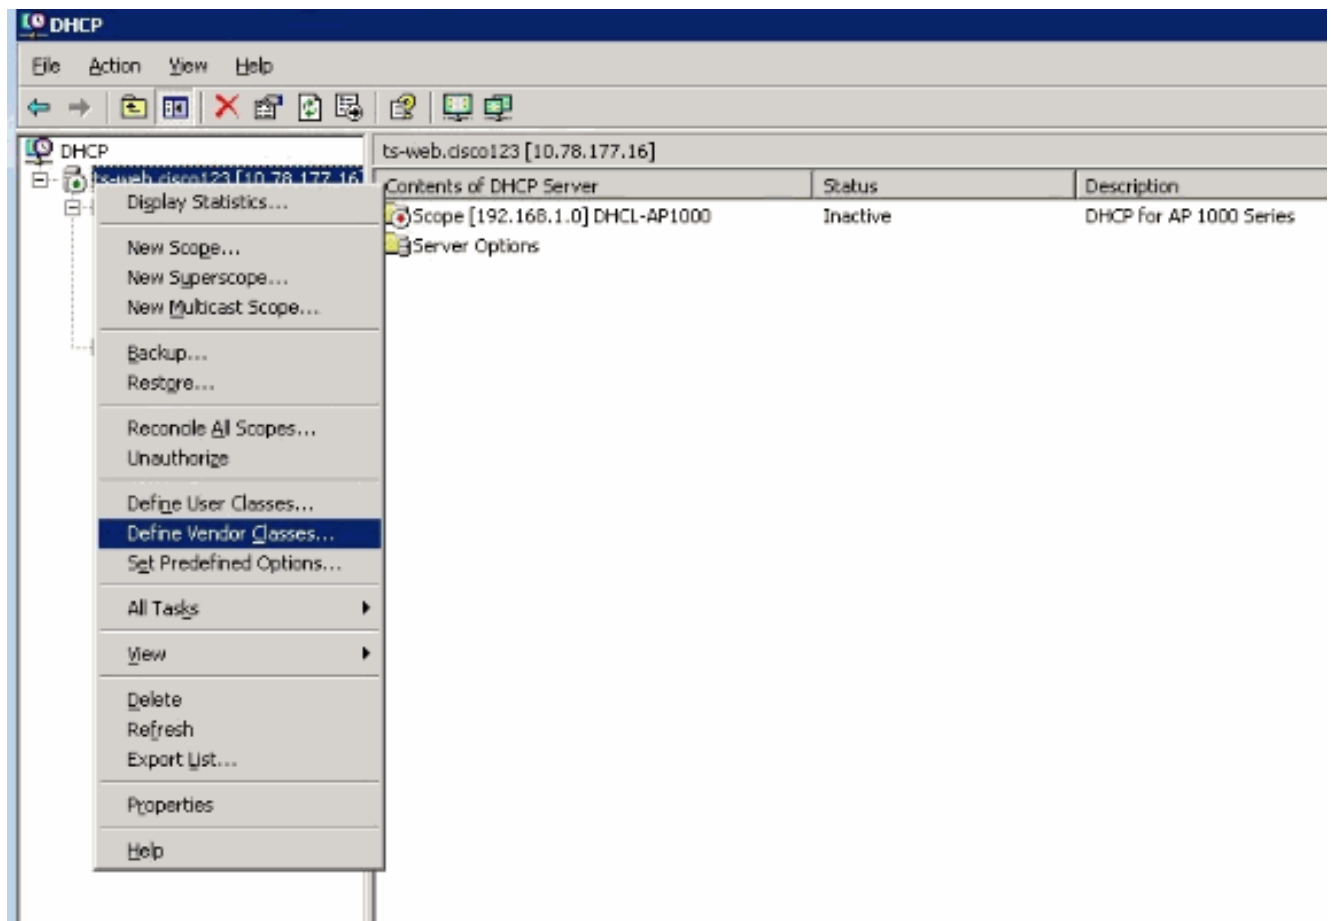 DHCP
File Action View Help
DHCP
ts-web.cisco123 [10.78.177.16]
ts-web.cisco123 [10.78.177.16]
Contents of DHCP Server Status Description
Scope [192.168.1.0] DHCL-AP1000 Inactive DHCP for AP 1000 Series
Server Options
Display Statistics...
New Scope...
New Superscope...
New Multicast Scope...
Backup...
Restore...
Reconcile All Scopes...
Unauthorize
Define User Classes...
Define Vendor Classes...
Set Predefined Options...
All Tasks
View
Delete
Refresh
Export List...
Properties
Help